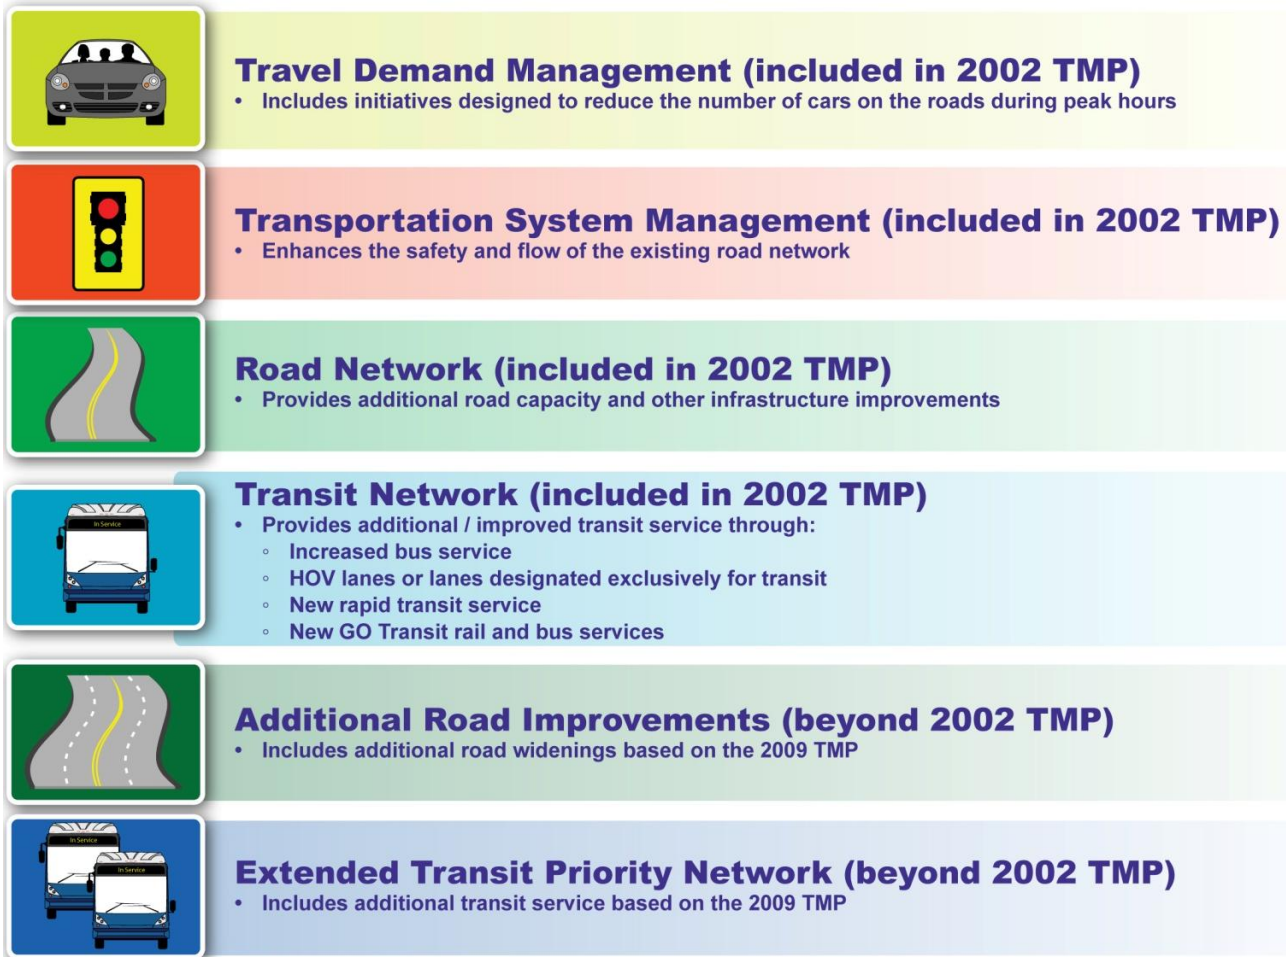 Travel Demand Management (included in 2002 TMP)
• Includes initiatives designed to reduce the number of cars on the roads during peak hours
Transportation System Management (included in 2002 TMP)
• Enhances the safety and flow of the existing road network
Road Network (included in 2002 TMP)
• Provides additional road capacity and other infrastructure improvements
In Service
Transit Network (included in 2002 TMP)
• Provides additional / improved transit service through:
◦ Increased bus service
◦ HOV lanes or lanes designated exclusively for transit
◦ New rapid transit service
◦ New GO Transit rail and bus services
Additional Road Improvements (beyond 2002 TMP)
• Includes additional road widenings based on the 2009 TMP
In Service
In Service
Extended Transit Priority Network (beyond 2002 TMP)
• Includes additional transit service based on the 2009 TMP